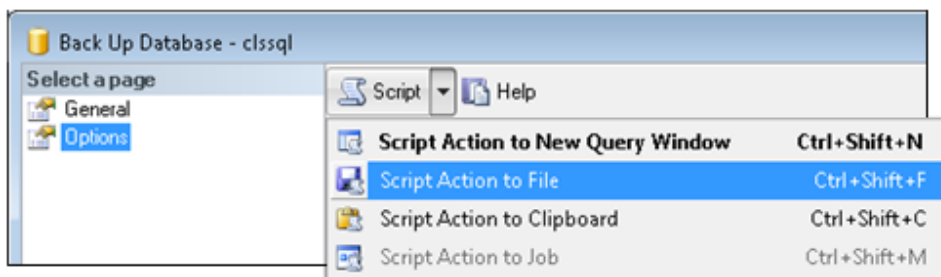 Back Up Database - clssql
Select a page
General
Options
Script Help
Script Action to New Query Window Ctrl+Shift+N
Script Action to File Ctrl+Shift+F
Script Action to Clipboard Ctrl+Shift+C
Script Action to Job Ctrl+Shift+M